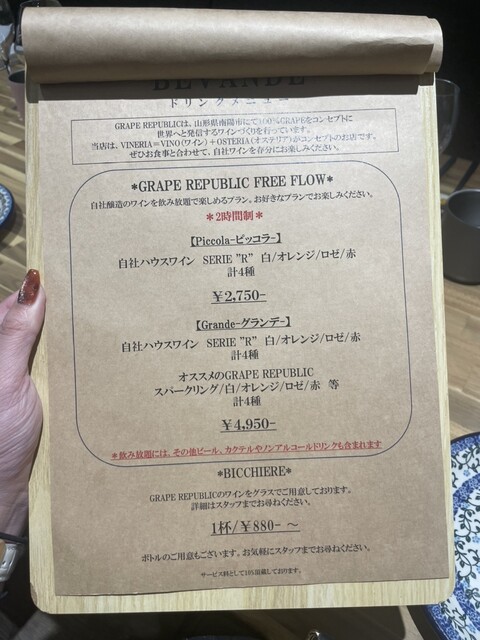 BEVANDE
ドリンクメニュー
GRAPE REPUBLICは、山形県南陽市にて100%GRAPEをコンセプトに
世界へと発信するワインづくりを行っています。
当店は、VINERIA=VINO(ワイン)+OSTERIA(オステリア)がコンセプトのお店です。
ぜひお食事と合わせて、自社ワインを存分にお楽しみください。
*GRAPE REPUBLIC FREE FLOW*
自社醸造のワインを飲み放題で楽しめるプラン。お好きなプランでお楽しみください。
*2時間制*
【Piccola-ピッコラ-】
自社ハウスワイン SERIE "R" 白/オレンジ/ロゼ/赤
計4種
¥2,750-
【Grande-グランデ-】
自社ハウスワイン SERIE "R" 白/オレンジ/ロゼ/赤
計4種
オススメのGRAPE REPUBLIC
スパークリング/白/オレンジ/ロゼ/赤 等
計4種
¥4,950-
*飲み放題には、その他ビール、カクテルやノンアルコールドリンクも含まれます
*BICCHIERE*
GRAPE REPUBLICのワインをグラスでご用意しております。
詳細はスタッフまでお尋ねください。
1杯/¥880- ~
ボトルのご用意もございます。お気軽にスタッフまでお尋ねください。
サービス料として10%頂戴しております。